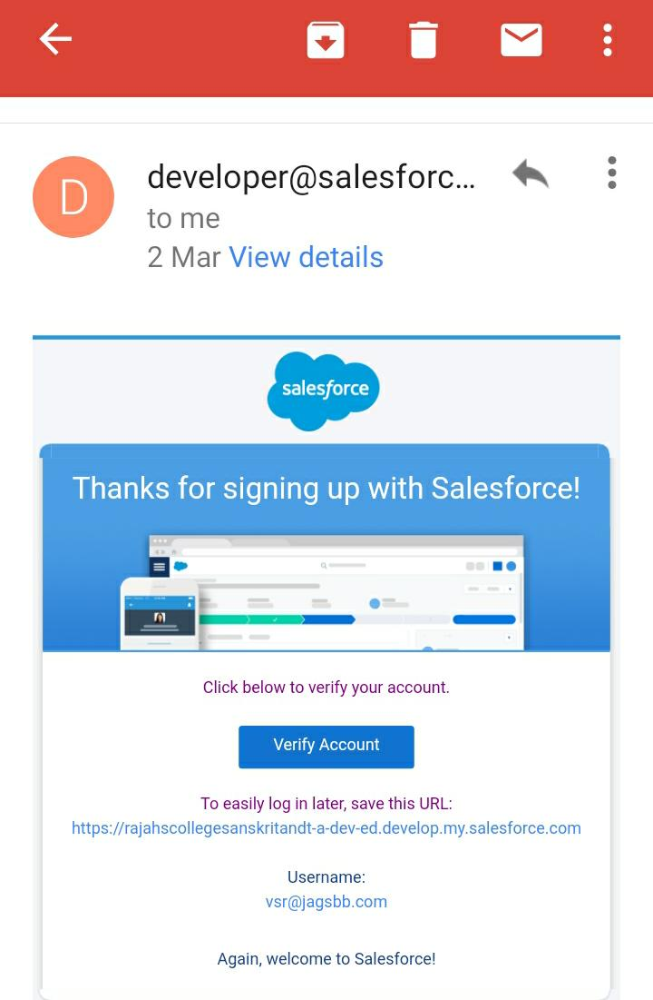 D
developer@salesforc...
to me
2 Mar View details
salesforce
Thanks for signing up with Salesforce!
Click below to verify your account.
Verify Account
To easily log in later, save this URL:
https://rajahscollegesanskritandt-a-dev-ed.develop.my.salesforce.com
Username:
vsr@jagsbb.com
Again, welcome to Salesforce!